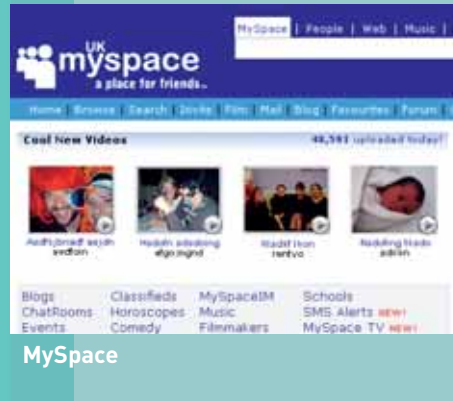 MySpace | People | Web | Music |
UK
myspace
a place for friends.
Home | Browse | Search | Invite | Film | Mail | Blog | Favourites | Forum |
Cool New Videos
48,591 uploaded today!
Blogs Classifieds MySpaceIM Schools
ChatRooms Horoscopes Music SMS Alerts NEW!
Events Comedy Filmmakers MySpace TV NEW!
MySpace